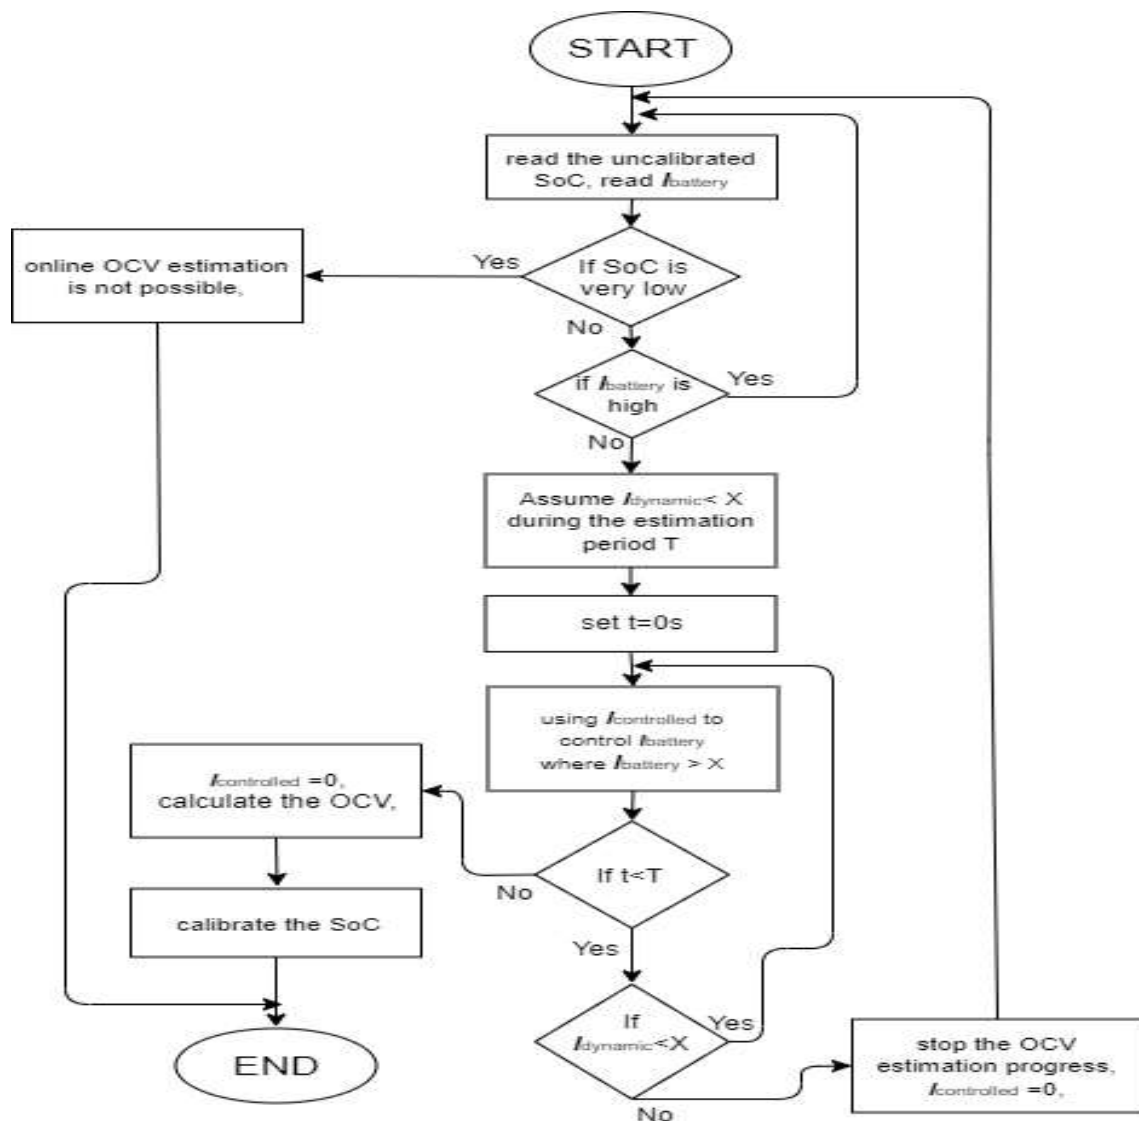 START
read the uncalibrated
SoC, read Ibattery
online OCV estimation
is not possible,
Yes
If SoC is
very low
No
if Ibattery is
high
Yes
No
Assume Idynamic< X
during the estimation
period T
set t=0s
using Icontrolled to
control Ibattery
where Ibattery > X
Icontrolled =0,
calculate the OCV,
If t<T
No
calibrate the SoC
Yes
If
Idynamic<X
Yes
No
stop the OCV
estimation progress,
Icontrolled =0,
END